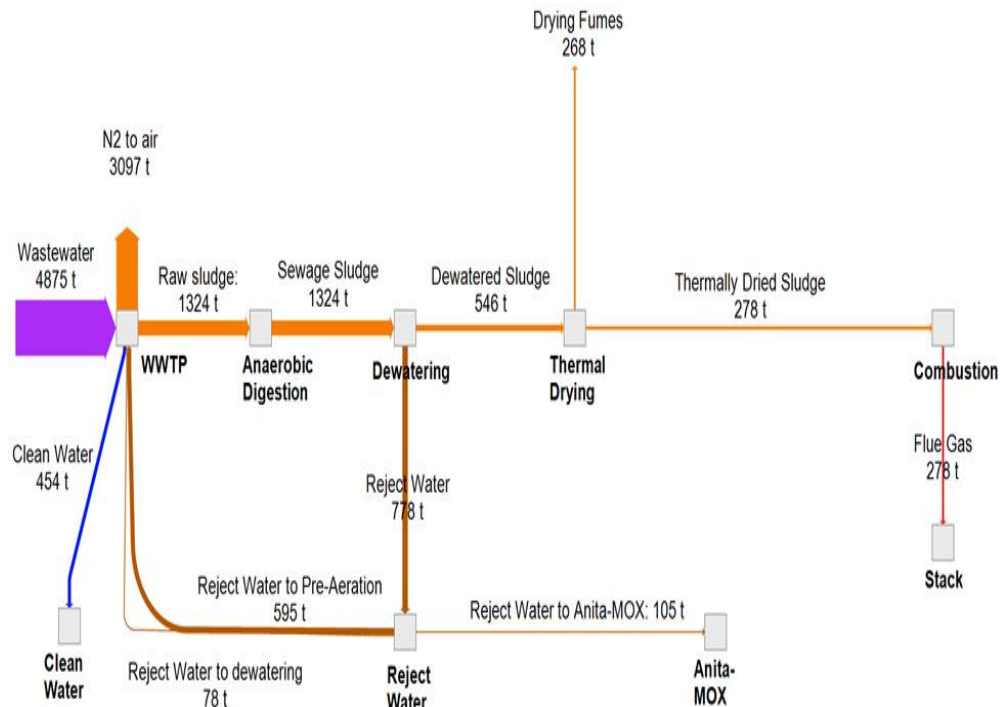 Drying Fumes
268 t
N2 to air
3097 t
Wastewater
4875 t
Raw sludge:
1324 t
Sewage Sludge
1324 t
Dewatered Sludge
546 t
Thermally Dried Sludge
278 t
WWTP
Anaerobic
Digestion
Dewatering
Thermal
Drying
Combustion
Clean Water
454 t
Reject Water
778 t
Flue Gas
278 t
Stack
Reject Water to Pre-Aeration
595 t
Reject Water to Anita-MOX: 105 t
Clean
Water
Reject Water to dewatering
78 t
Reject
Water
Anita-
MOX